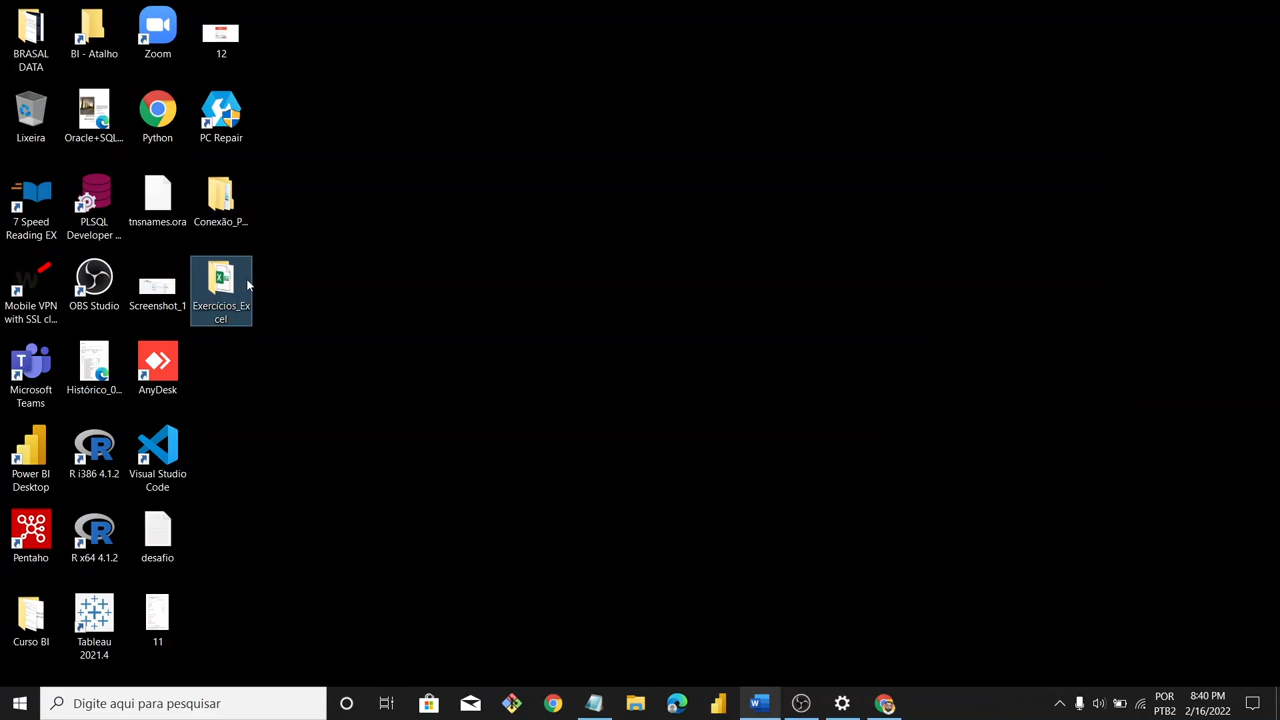 BRASAL
DATA
BI - Atalho
Zoom
12
Lixeira
Oracle+SQL...
Python
PC Repair
7 Speed
Reading EX
PLSQL
Developer ...
tnsnames.ora
Conexão_P...
Mobile VPN
with SSL cl...
OBS Studio
Screenshot_1
Exercícios_Ex
cel
Microsoft
Teams
Histórico_0...
AnyDesk
Power BI
Desktop
R i386 4.1.2
Visual Studio
Code
Pentaho
R x64 4.1.2
desafio
Curso BI
Tableau
2021.4
11
Digite aqui para pesquisar
POR
PTB2
8:40 PM
2/16/2022